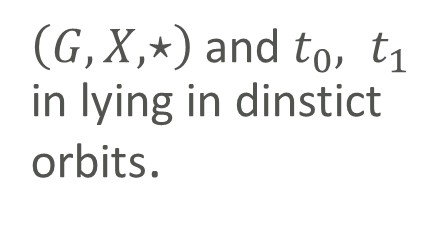 (G, X,⋆) and t₀, t₁
in lying in dinstict
orbits.